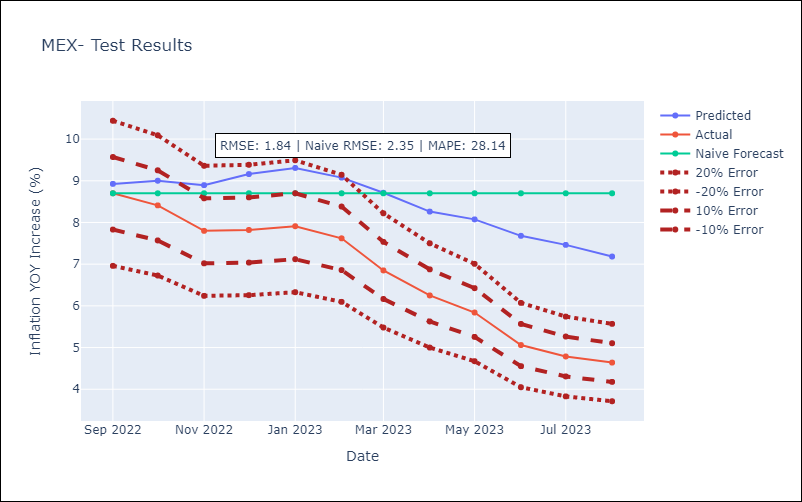 MEX- Test Results
RMSE: 1.84 | Naive RMSE: 2.35 | MAPE: 28.14
Predicted
Actual
Naive Forecast
20% Error
-20% Error
10% Error
-10% Error
Inflation YOY Increase (%)
10
9
8
7
6
5
4
Sep 2022
Nov 2022
Jan 2023
Mar 2023
May 2023
Jul 2023
Date